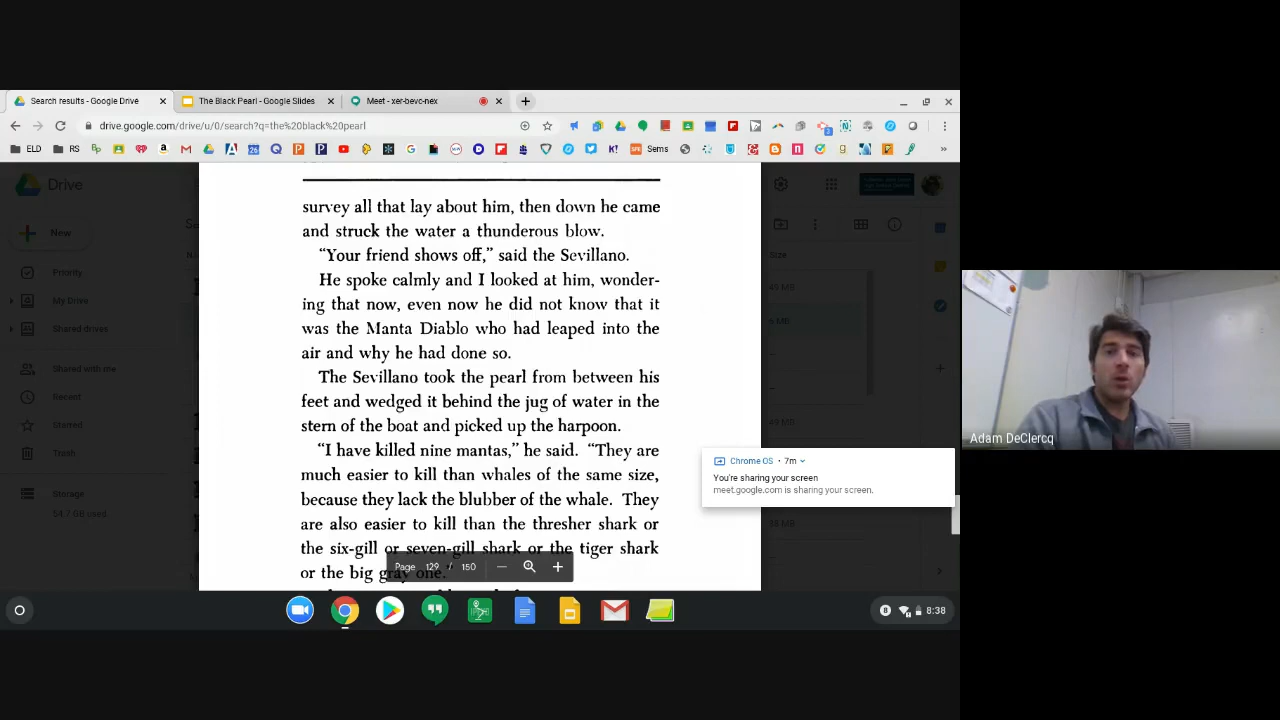 Search results - Google Drive
The Black Pearl - Google Slides
Meet - xer-bevc-nex
drive.google.com/drive/u/0/search?q=the%20black%20pearl
ELD
RS
Sems
Drive
New
Priority
My Drive
Shared drives
Shared with me
Recent
Starred
Trash
Storage
54.7 GB used
Size
survey all that lay about him, then down he came
and struck the water a thunderous blow.
“Your friend shows off,” said the Sevillano.
He spoke calmly and I looked at him, wonder-
ing that now, even now he did not know that it
was the Manta Diablo who had leaped into the
air and why he had done so.
The Sevillano took the pearl from between his
feet and wedged it behind the jug of water in the
stern of the boat and picked up the harpoon.
“I have killed nine mantas,” he said. “They are
much easier to kill than whales of the same size,
because they lack the blubber of the whale. They
are also easier to kill than the thresher shark or
the six-gill or seven-gill shark or the tiger shark
or the big gray one.
Page 129 / 150
Chrome OS • 7m
You're sharing your screen
meet.google.com is sharing your screen.
8:38
Adam DeClercq